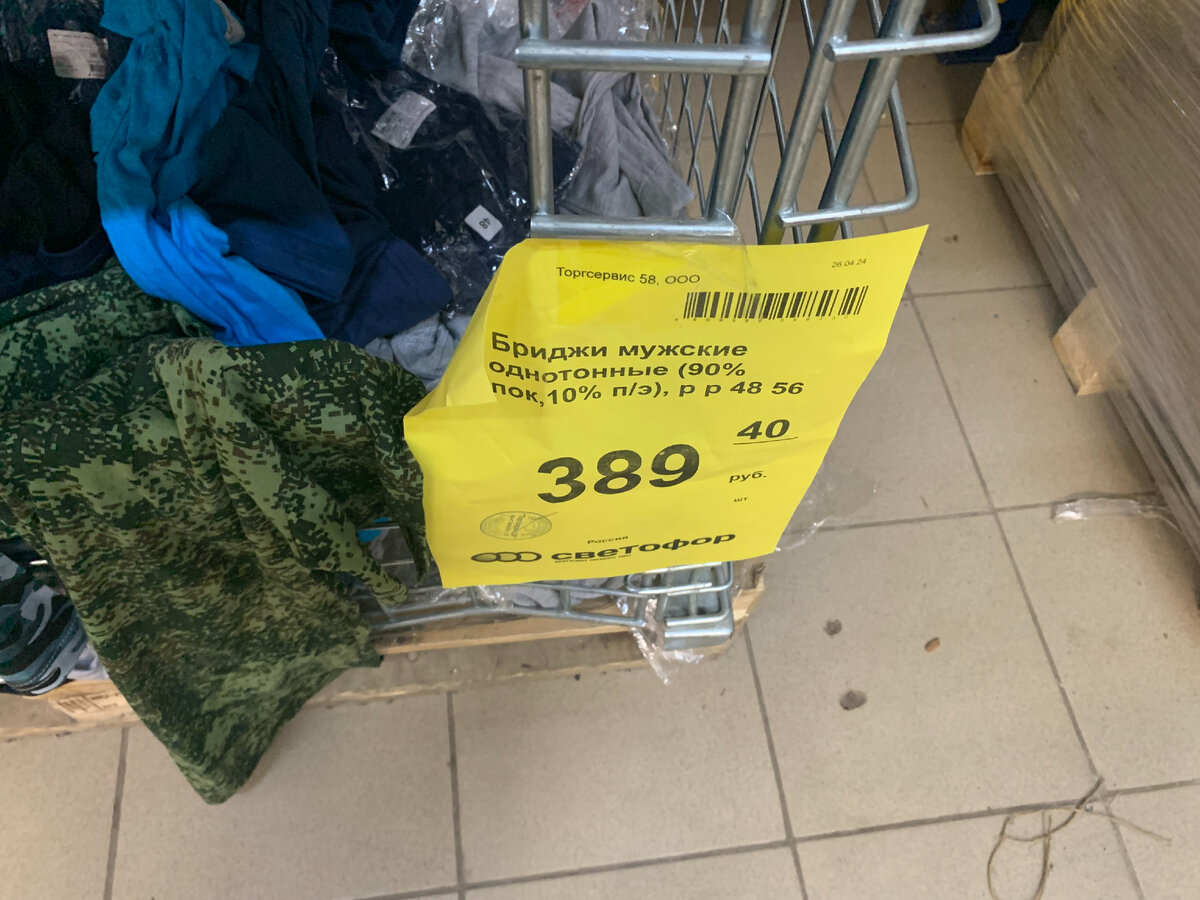 Торгсервис 58, ООО
26.04.24
Бриджи мужские
однотонные (90%
пок,10% п/э), р р 48 56
389
40
руб.
шт
Россия
светофор
48